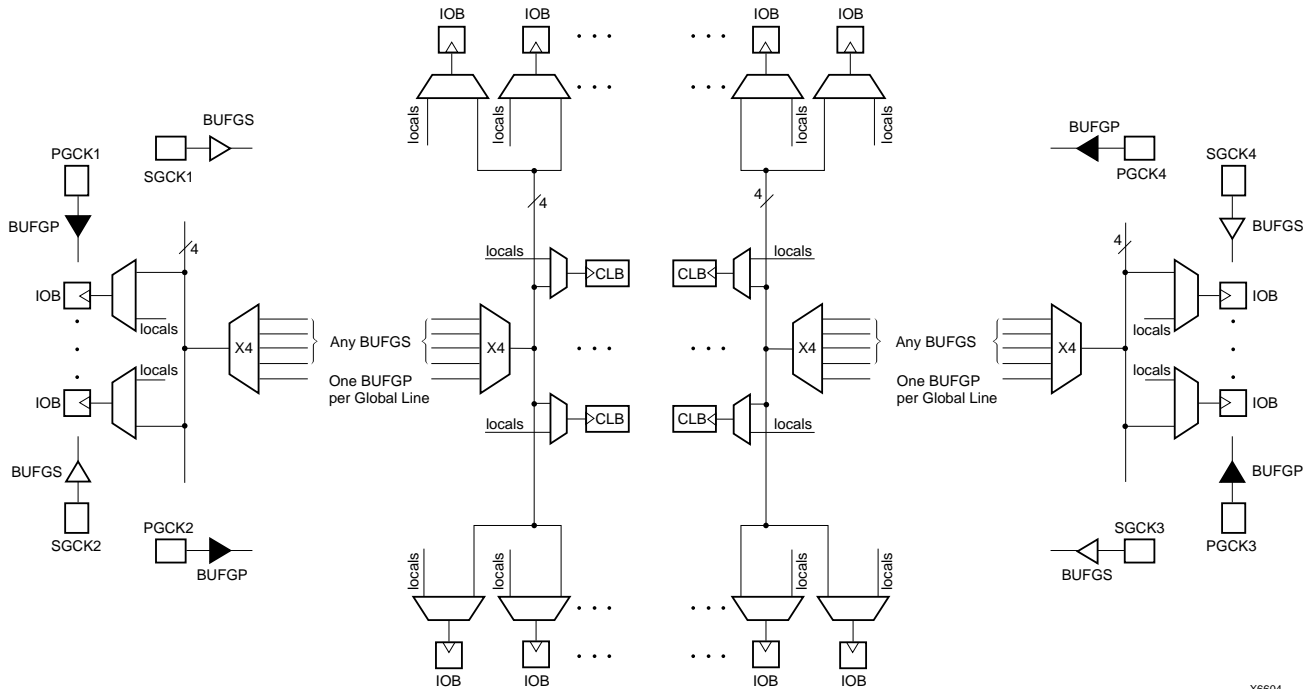 IOB IOB • • • • • • IOB IOB
• • • • • •
locals locals locals locals
BUFGS
SGCK1
PGCK1
BUFGP
BUFGP
PGCK4
SGCK4
BUFGS
4 4 4 4
locals CLB CLB locals
IOB locals
locals IOB
X4 Any BUFGS X4 • • • • • • X4 Any BUFGS X4
One BUFGP
per Global Line
One BUFGP
per Global Line
IOB locals
locals IOB
locals CLB CLB locals
BUFGS
SGCK2
PGCK2
BUFGP
SGCK3
BUFGS
BUFGP
PGCK3
locals locals locals locals
• • • • • •
IOB IOB • • • • • • IOB IOB
X6604